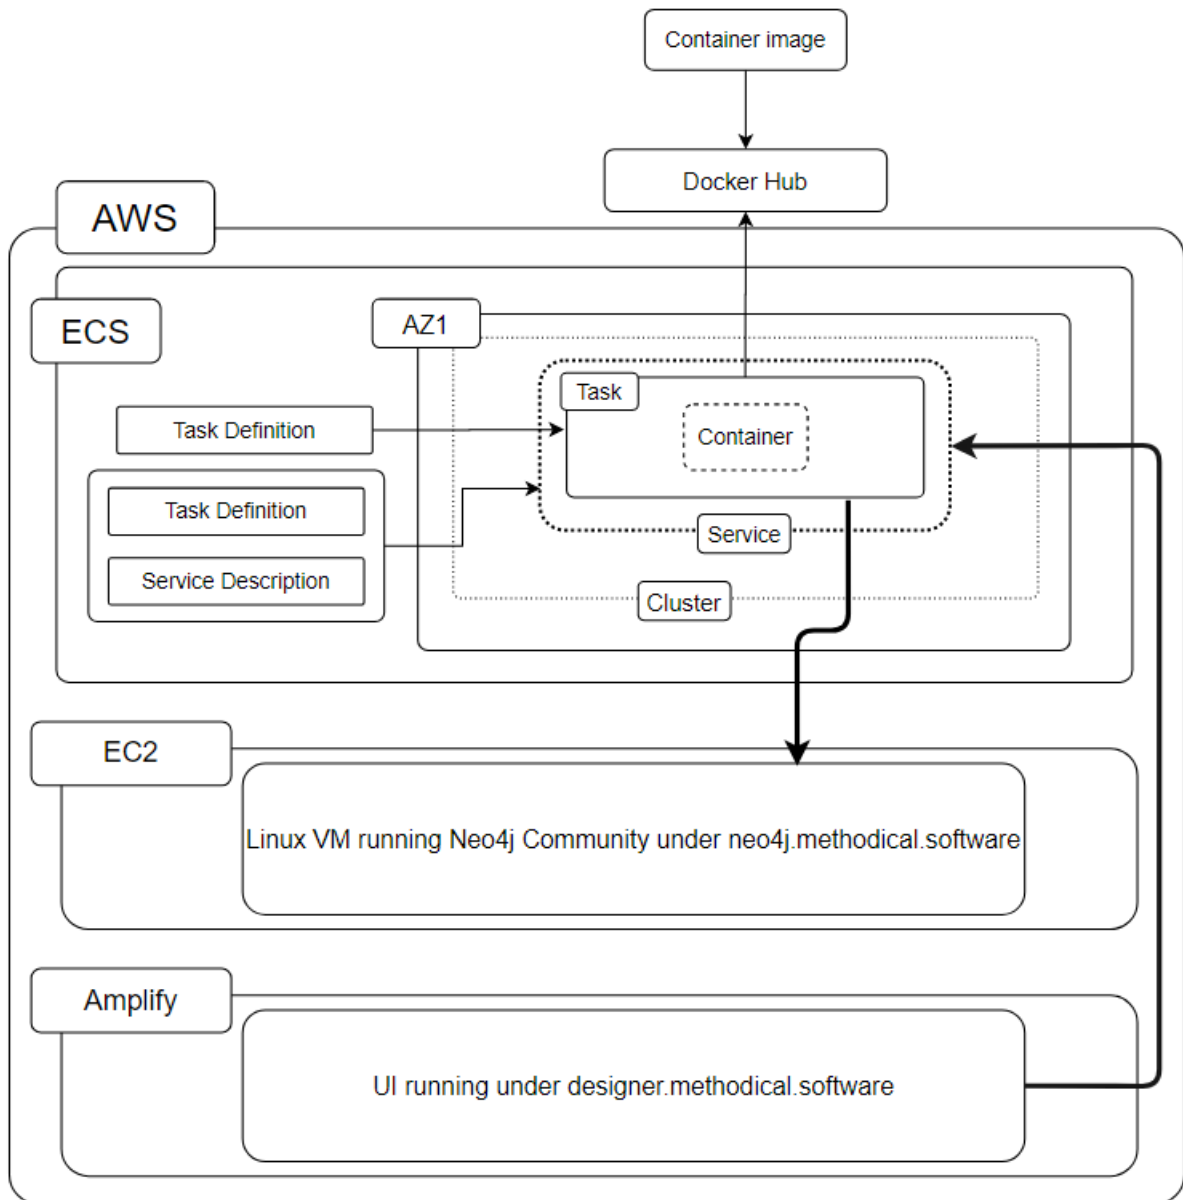 Container image
Docker Hub
AWS
ECS
AZ1
Task
Container
Task Definition
Task Definition
Service Description
Service
Cluster
EC2
Linux VM running Neo4j Community under neo4j.methodical.software
Amplify
UI running under designer.methodical.software